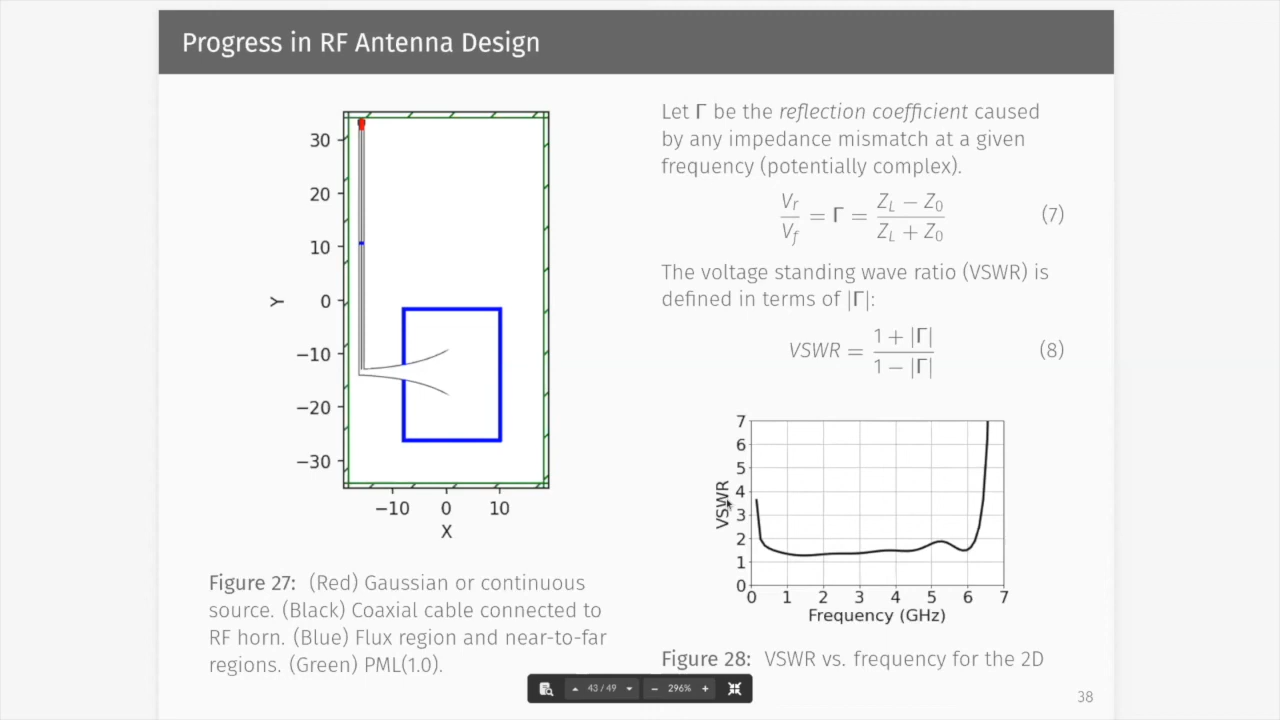 Progress in RF Antenna Design
30
20
10
0
−10
−20
−30
Y
−10 0 10
X
Figure 27: (Red) Gaussian or continuous
source. (Black) Coaxial cable connected to
RF horn. (Blue) Flux region and near-to-far
regions. (Green) PML(1.0).
Let Γ be the reflection coefficient caused
by any impedance mismatch at a given
frequency (potentially complex).
V_r/V_f = Γ = (Z_L − Z_0)/(Z_L + Z_0) (7)
The voltage standing wave ratio (VSWR) is
defined in terms of |Γ|:
VSWR = (1 + |Γ|)/(1 − |Γ|) (8)
7
6
5
4
3
2
1
0
VSWR
0 1 2 3 4 5 6 7
Frequency (GHz)
Figure 28: VSWR vs. frequency for the 2D
43 / 49 − 296% +
38